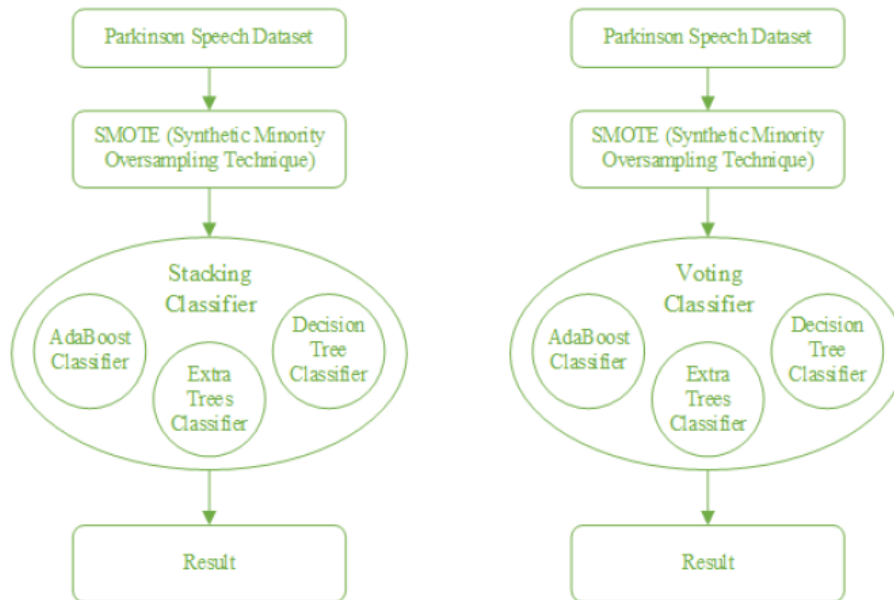 Parkinson Speech Dataset
SMOTE (Synthetic Minority
Oversampling Technique)
Stacking
Classifier
AdaBoost
Classifier
Extra
Trees
Classifier
Decision
Tree
Classifier
Result
Parkinson Speech Dataset
SMOTE (Synthetic Minority
Oversampling Technique)
Voting
Classifier
AdaBoost
Classifier
Extra
Trees
Classifier
Decision
Tree
Classifier
Result